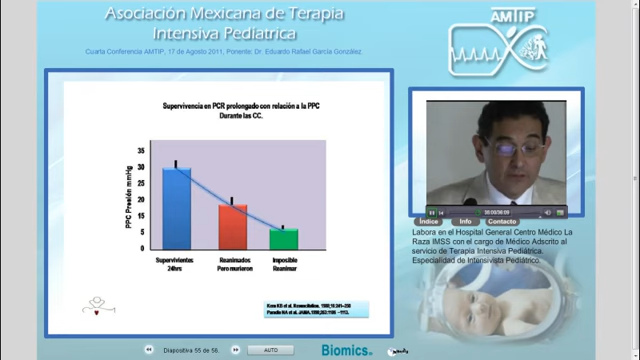 Asociación Mexicana de Terapia
Intensiva Pediatrica
AMTIP
Cuarta Conferencia AMTIP, 17 de Agosto 2011, Ponente: Dr. Eduardo Rafael García González.
Supervivencia en PCR prolongado con relación a la PPC
Durante las CC.
PPC Presión mmHg
35
30
25
20
15
10
5
0
Supervivientes
24hrs
Reanimados
Pero murieron
Imposible
Reanimar
Índice
Info
Contacto
Labora en el Hospital General Centro Médico La
Raza IMSS con el cargo de Médico Adscrito al
servicio de Terapia Intensiva Pediátrica.
Especialidad de Intensivista Pediátrico.
Diapositiva 55 de 56.
AUTO
Biomics